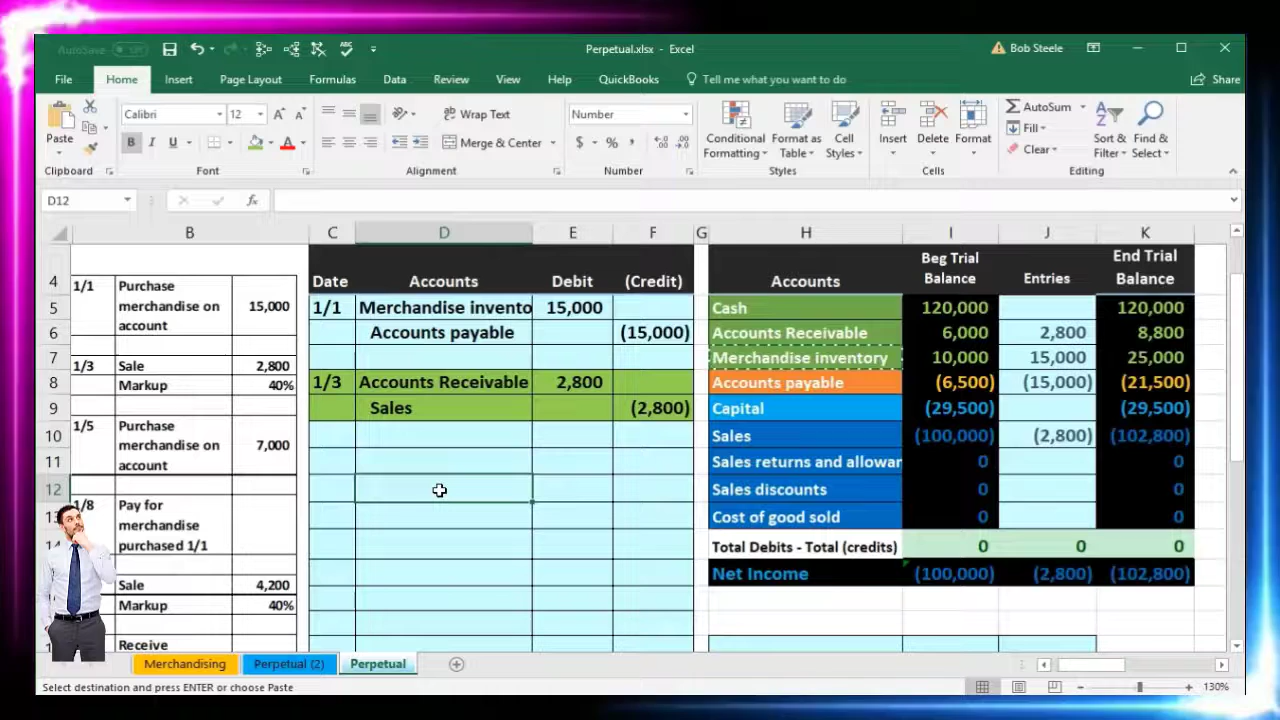 AutoSave Off
Perpetual.xlsx - Excel
Bob Steele
File Home Insert Page Layout Formulas Data Review View Help QuickBooks Tell me what you want to do Share
Paste
Clipboard
Calibri 12
B I U
Font
Wrap Text
Merge & Center
Alignment
Number
$ % ,
Number
Conditional Formatting
Format as Table
Cell Styles
Styles
Insert Delete Format
Cells
AutoSum
Fill
Clear
Sort & Filter
Find & Select
Editing
D12
fx
B C D E F G H I J K
4 Date Accounts Debit (Credit) Accounts Beg Trial Balance Entries End Trial Balance
1/1 Purchase merchandise on account 15,000
5 1/1 Merchandise invento 15,000 Cash 120,000 120,000
6 Accounts payable (15,000) Accounts Receivable 6,000 2,800 8,800
7 Merchandise inventory 10,000 15,000 25,000
1/3 Sale 2,800
Markup 40%
8 1/3 Accounts Receivable 2,800 Accounts payable (6,500) (15,000) (21,500)
9 Sales (2,800) Capital (29,500) (29,500)
1/5 Purchase merchandise on account 7,000
10 Sales (100,000) (2,800) (102,800)
11 Sales returns and allowar 0 0
12 Sales discounts 0 0
1/8 Pay for merchandise purchased 1/1
13 Cost of good sold 0 0
14 Total Debits - Total (credits) 0 0 0
Net Income (100,000) (2,800) (102,800)
Sale 4,200
Markup 40%
Receive
Merchandising Perpetual (2) Perpetual
Select destination and press ENTER or choose Paste
130%